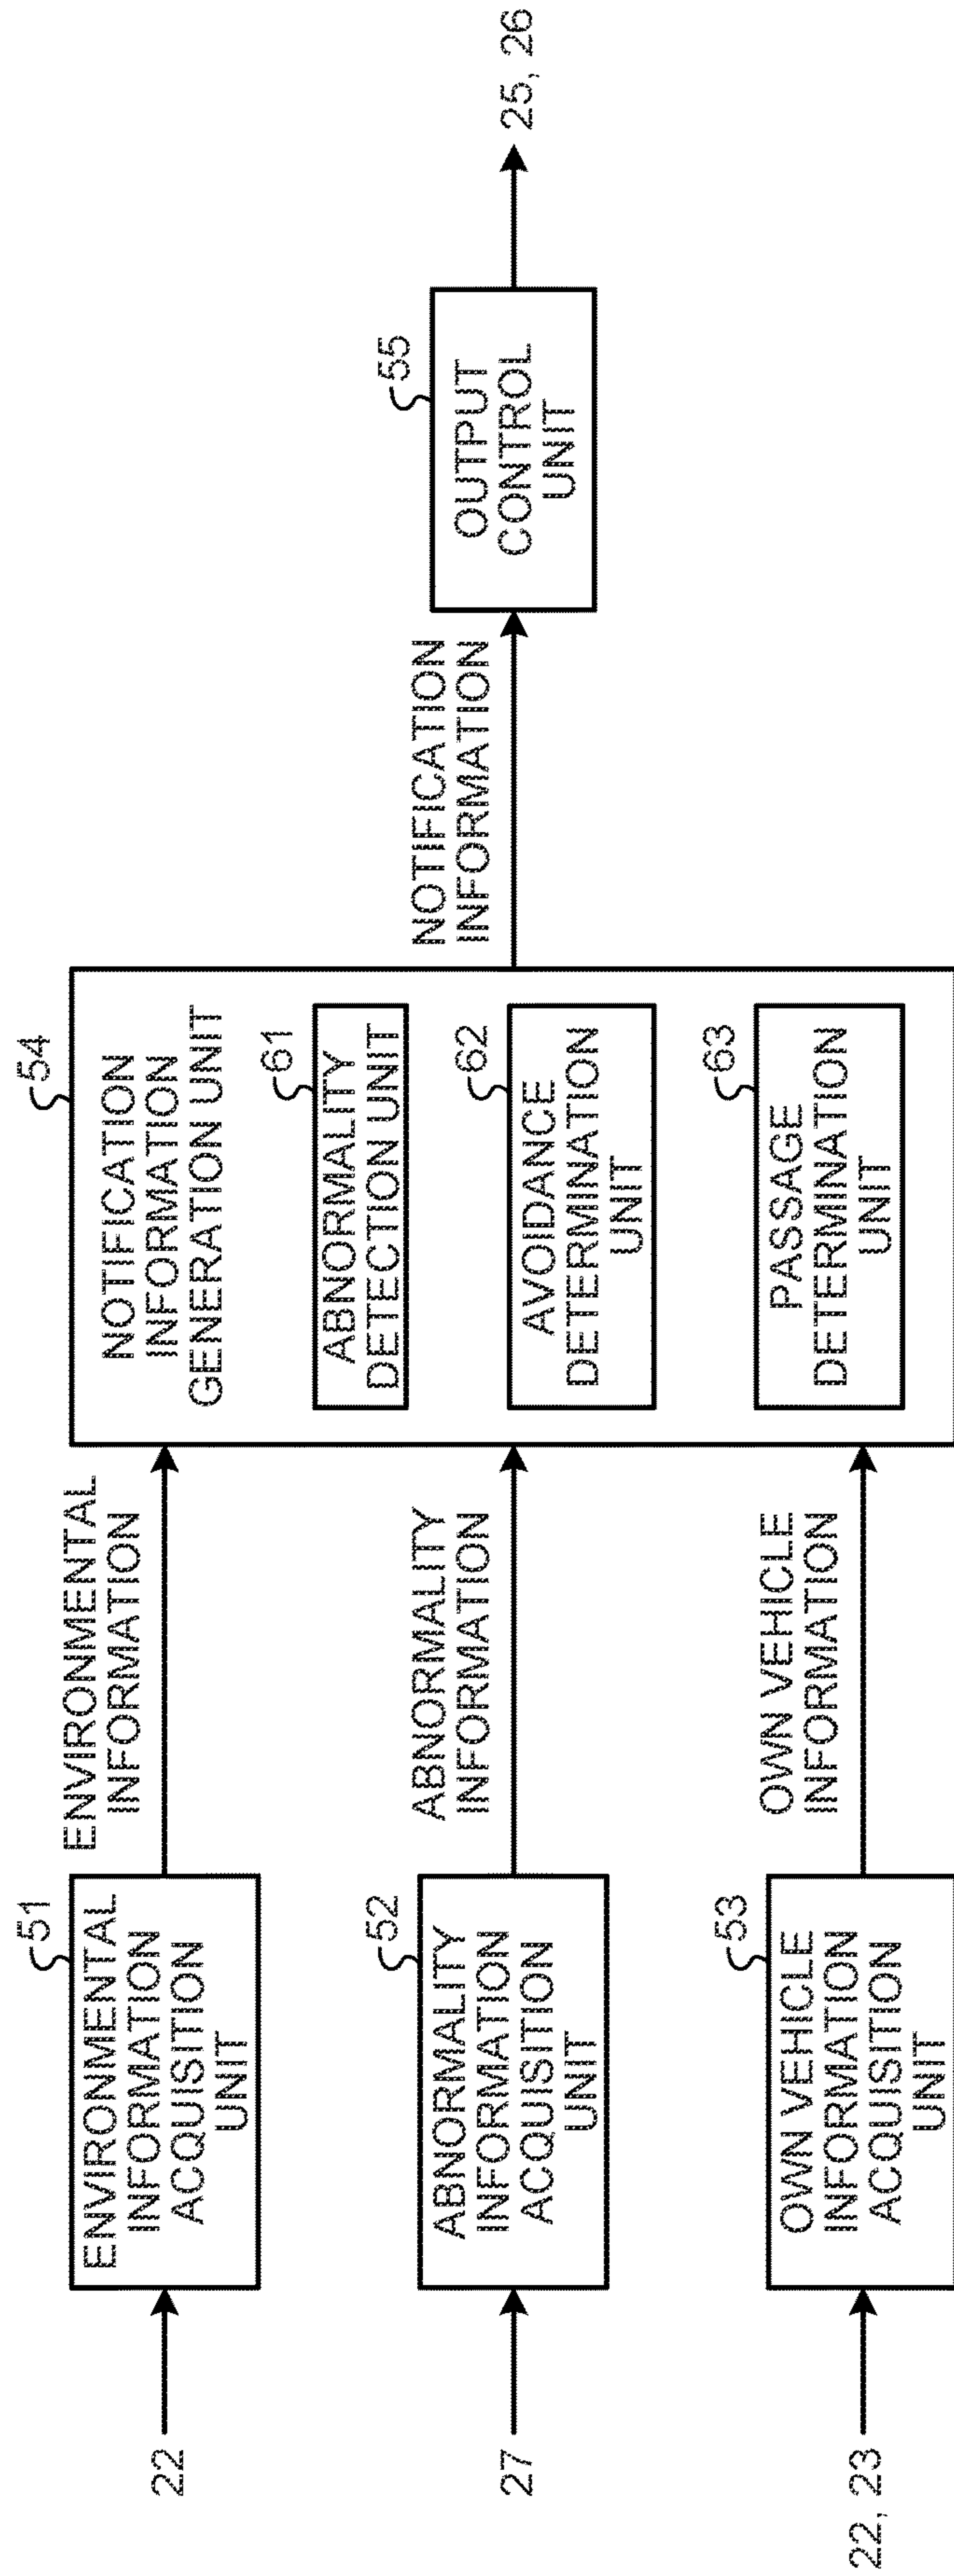 22
51
ENVIRONMENTAL
INFORMATION
ACQUISITION
UNIT
ENVIRONMENTAL
INFORMATION
27
52
ABNORMALITY
INFORMATION
ACQUISITION
UNIT
ABNORMALITY
INFORMATION
22, 23
53
OWN VEHICLE
INFORMATION
ACQUISITION
UNIT
OWN VEHICLE
INFORMATION
54
NOTIFICATION
INFORMATION
GENERATION UNIT
61
ABNORMALITY
DETECTION UNIT
62
AVOIDANCE
DETERMINATION
UNIT
63
PASSAGE
DETERMINATION
UNIT
NOTIFICATION
INFORMATION
55
OUTPUT
CONTROL
UNIT
25, 26